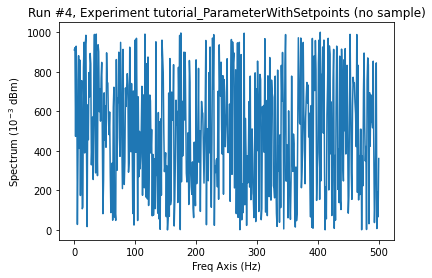 Run #4, Experiment tutorial_ParameterWithSetpoints (no sample)
1000
800
600
400
200
0
Spectrum (10⁻³ dBm)
0 100 200 300 400 500
Freq Axis (Hz)